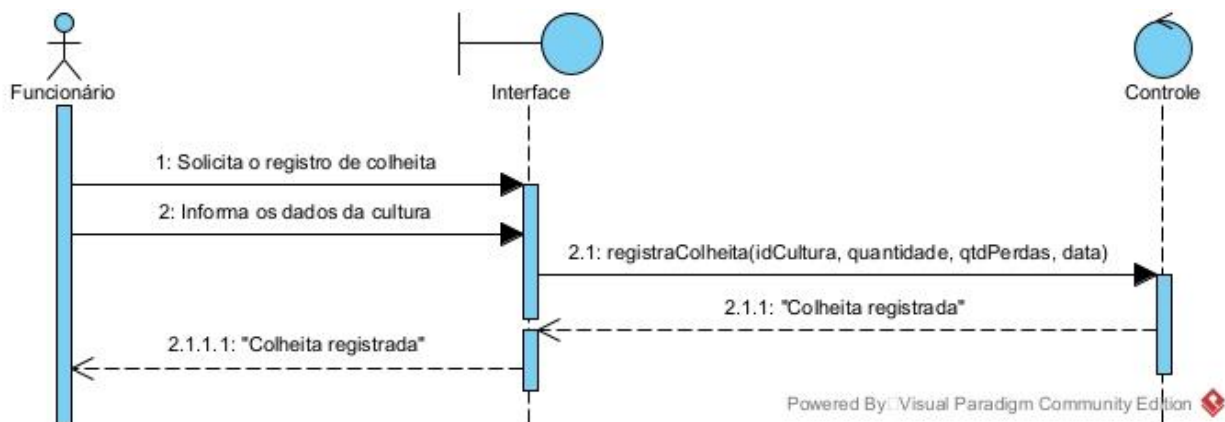 Funcionário
Interface
Controle
1: Solicita o registro de colheita
2: Informa os dados da cultura
2.1: registraColheita(idCultura, quantidade, qtdPerdas, data)
2.1.1: "Colheita registrada"
2.1.1.1: "Colheita registrada"
Powered By Visual Paradigm Community Edition